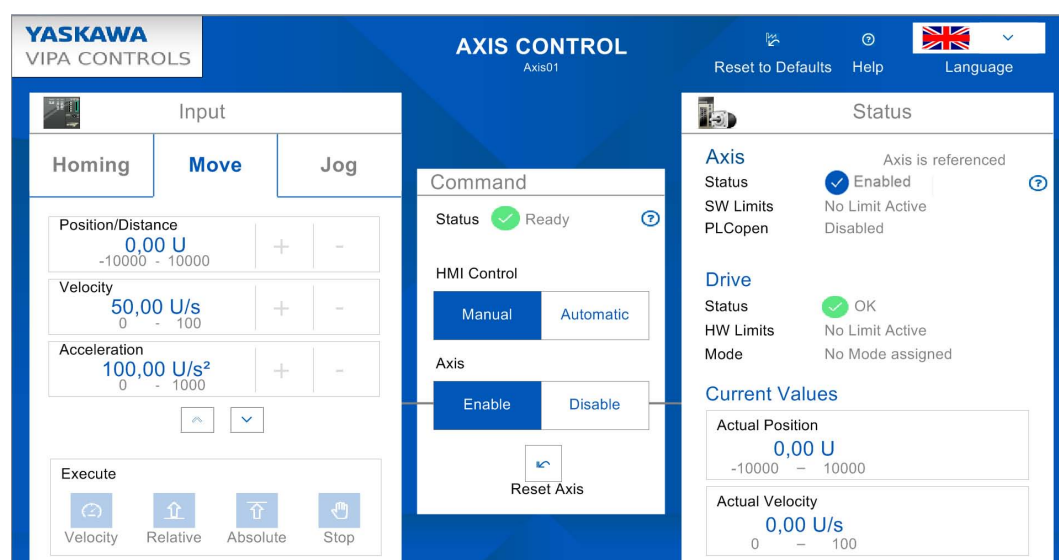 YASKAWA
VIPA CONTROLS
AXIS CONTROL
Axis01
Reset to Defaults
Help
Language
Input
Homing
Move
Jog
Position/Distance
0,00 U
-10000 - 10000
+ -
Velocity
50,00 U/s
0 - 100
+ -
Acceleration
100,00 U/s²
0 - 1000
+ -
Execute
Velocity
Relative
Absolute
Stop
Command
Status Ready
?
HMI Control
Manual
Automatic
Axis
Enable
Disable
Reset Axis
Status
Axis
Axis is referenced
Status Enabled
?
SW Limits No Limit Active
PLCopen Disabled
Drive
Status OK
HW Limits No Limit Active
Mode No Mode assigned
Current Values
Actual Position
0,00 U
-10000 – 10000
Actual Velocity
0,00 U/s
0 – 100